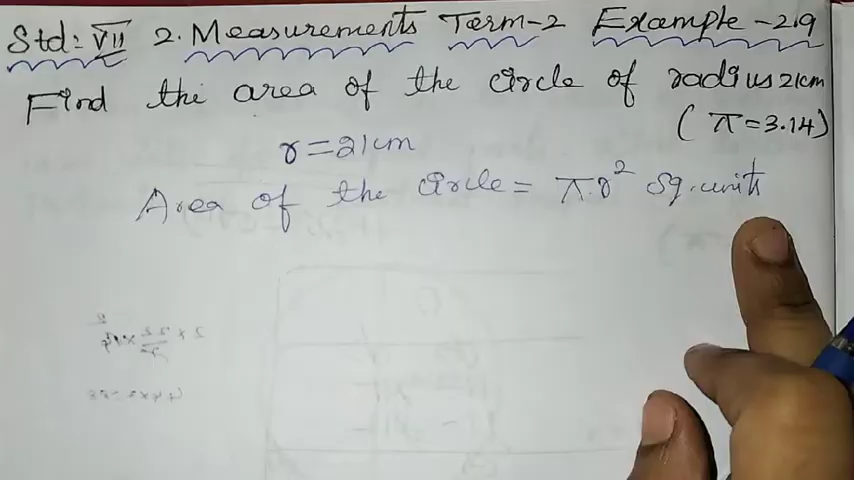 Std: VII 2. Measurements Term-2 Example-2.9
Find the area of the circle of radius 21cm
(π=3.14)
r=21cm
Area of the circle= πr² sq.units